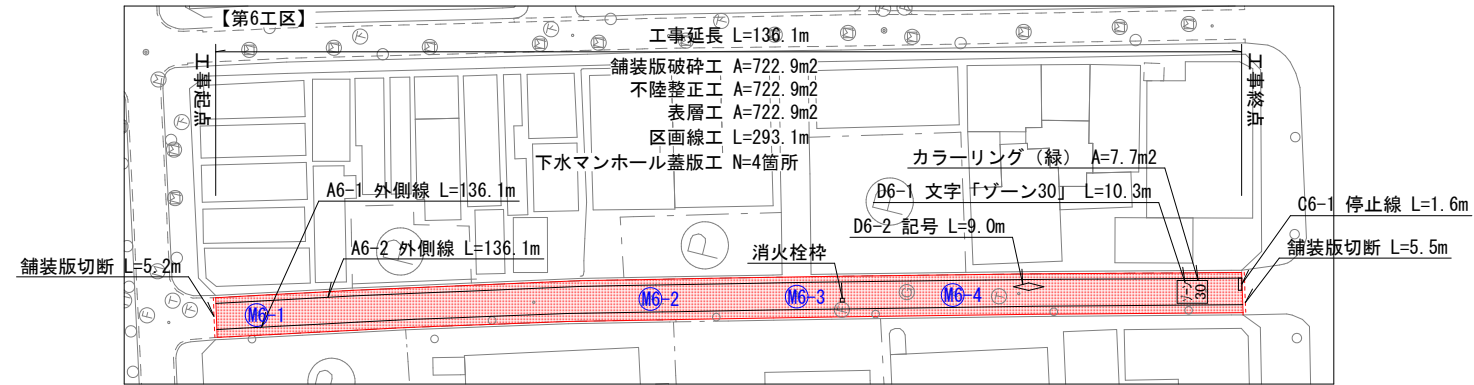 【第6工区】
工事延長 L=136.1m
工事起点
工事終点
舗装版破砕工 A=722.9m2
不陸整正工 A=722.9m2
表層工 A=722.9m2
区画線工 L=293.1m
下水マンホール蓋版工 N=4箇所
カラーリング（緑） A=7.7m2
A6-1 外側線 L=136.1m
D6-1 文字「ゾーン30」 L=10.3m
C6-1 停止線 L=1.6m
D6-2 記号 L=9.0m
A6-2 外側線 L=136.1m
消火栓枠
舗装版切断 L=5.5m
舗装版切断 L=5.2m
P
P
P
P
M6-1
M6-2
M6-3
M6-4
ゾーン
30